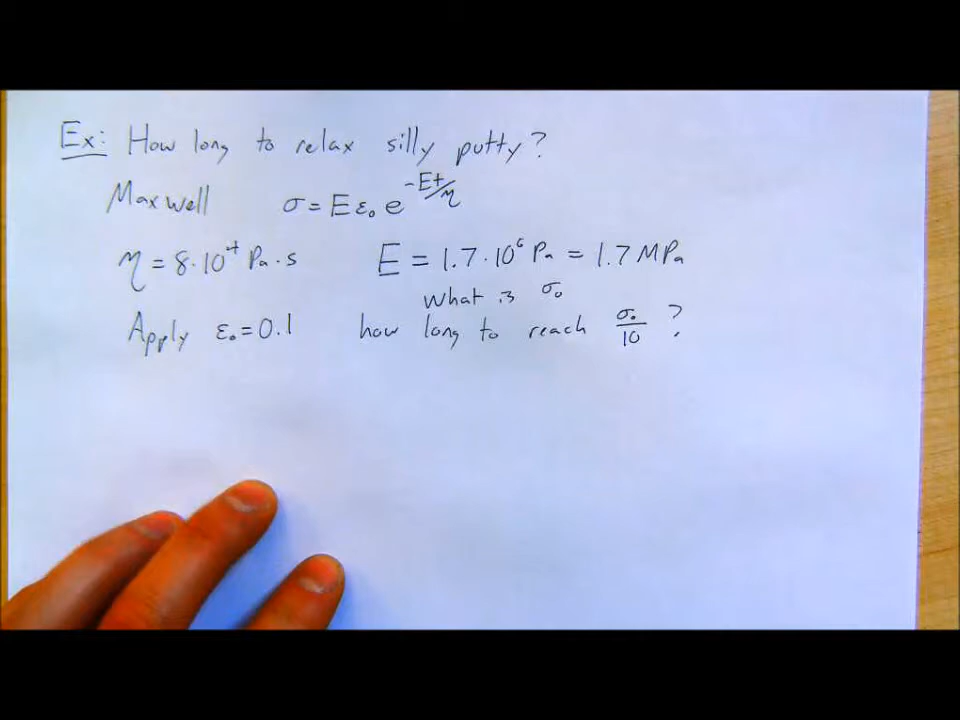 Ex: How long to relax silly putty?
Maxwell σ = E ε₀ e^(-Et/η)
η = 8·10⁴ Pa·s E = 1.7·10⁶ Pa = 1.7 MPa
What is σ₀
Apply ε₀ = 0.1 how long to reach σ₀/10 ?